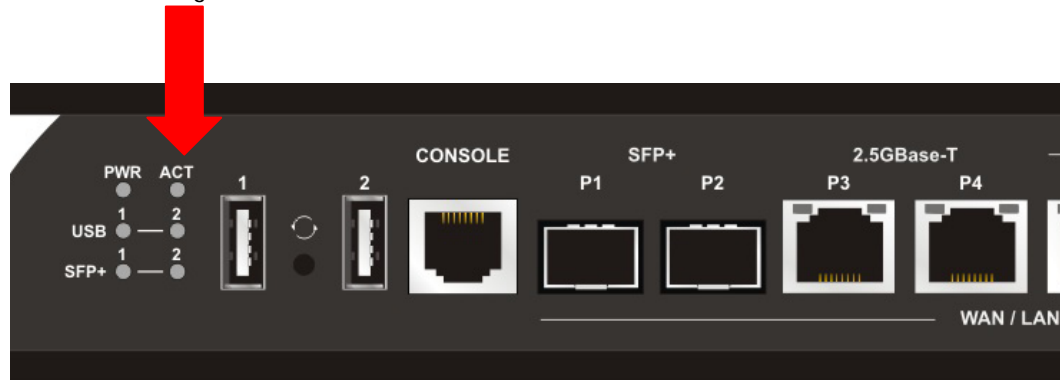 PWR ACT
1 2
USB
1 2
SFP+
1
2
CONSOLE
SFP+
P1 P2
2.5GBase-T
P3 P4
WAN / LAN